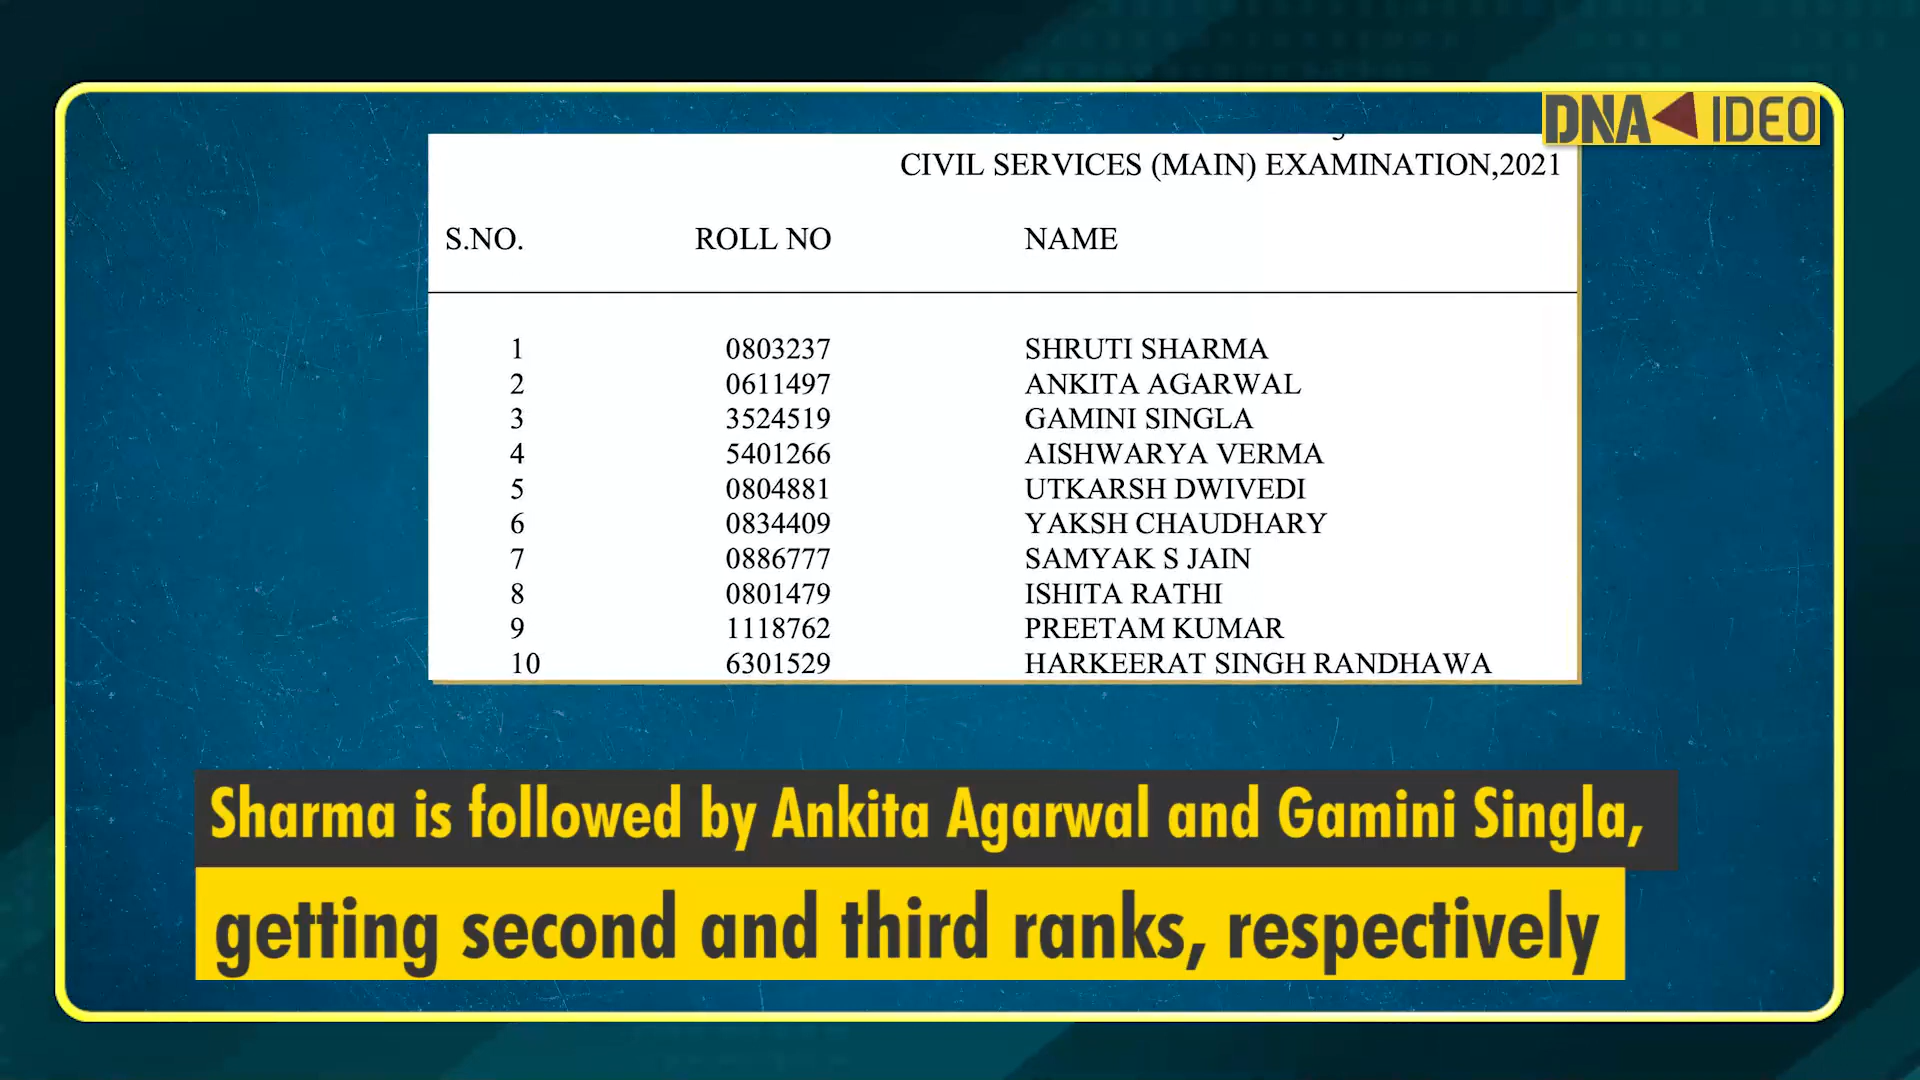 DNA IDEO
CIVIL SERVICES (MAIN) EXAMINATION,2021
S.NO. ROLL NO NAME
1 0803237 SHRUTI SHARMA
2 0611497 ANKITA AGARWAL
3 3524519 GAMINI SINGLA
4 5401266 AISHWARYA VERMA
5 0804881 UTKARSH DWIVEDI
6 0834409 YAKSH CHAUDHARY
7 0886777 SAMYAK S JAIN
8 0801479 ISHITA RATHI
9 1118762 PREETAM KUMAR
10 6301529 HARKEERAT SINGH RANDHAWA
Sharma is followed by Ankita Agarwal and Gamini Singla,
getting second and third ranks, respectively